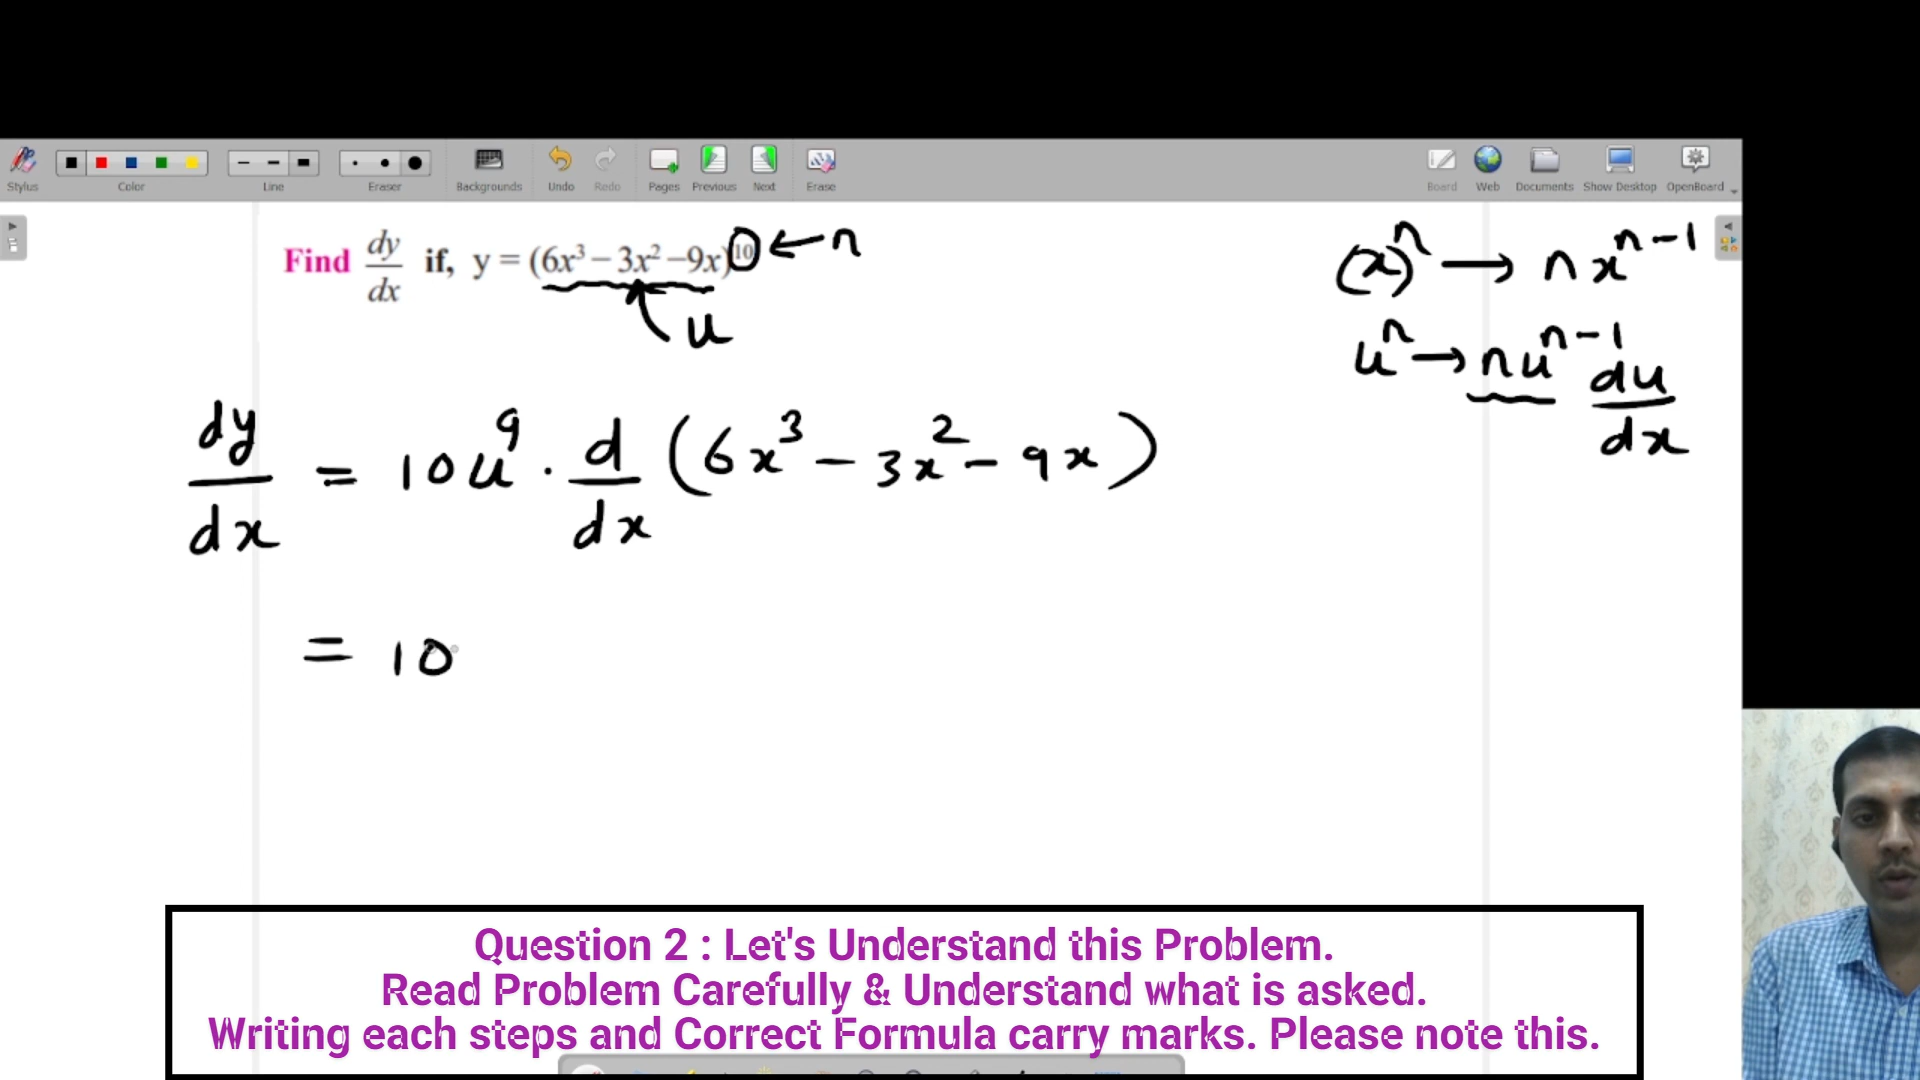 Stylus Color Line Eraser Backgrounds Undo Redo Pages Previous Next Erase Board Web Documents Show Desktop OpenBoard
Find dy/dx if, y = (6x³ – 3x² –9x)¹⁰ ← n
u
(x)ⁿ → n xⁿ⁻¹
uⁿ → nuⁿ⁻¹ du/dx
dy/dx = 10u⁹ · d/dx (6x³ – 3x² – 9x)
= 10
Question 2 : Let's Understand this Problem.
Read Problem Carefully & Understand what is asked.
Writing each steps and Correct Formula carry marks. Please note this.